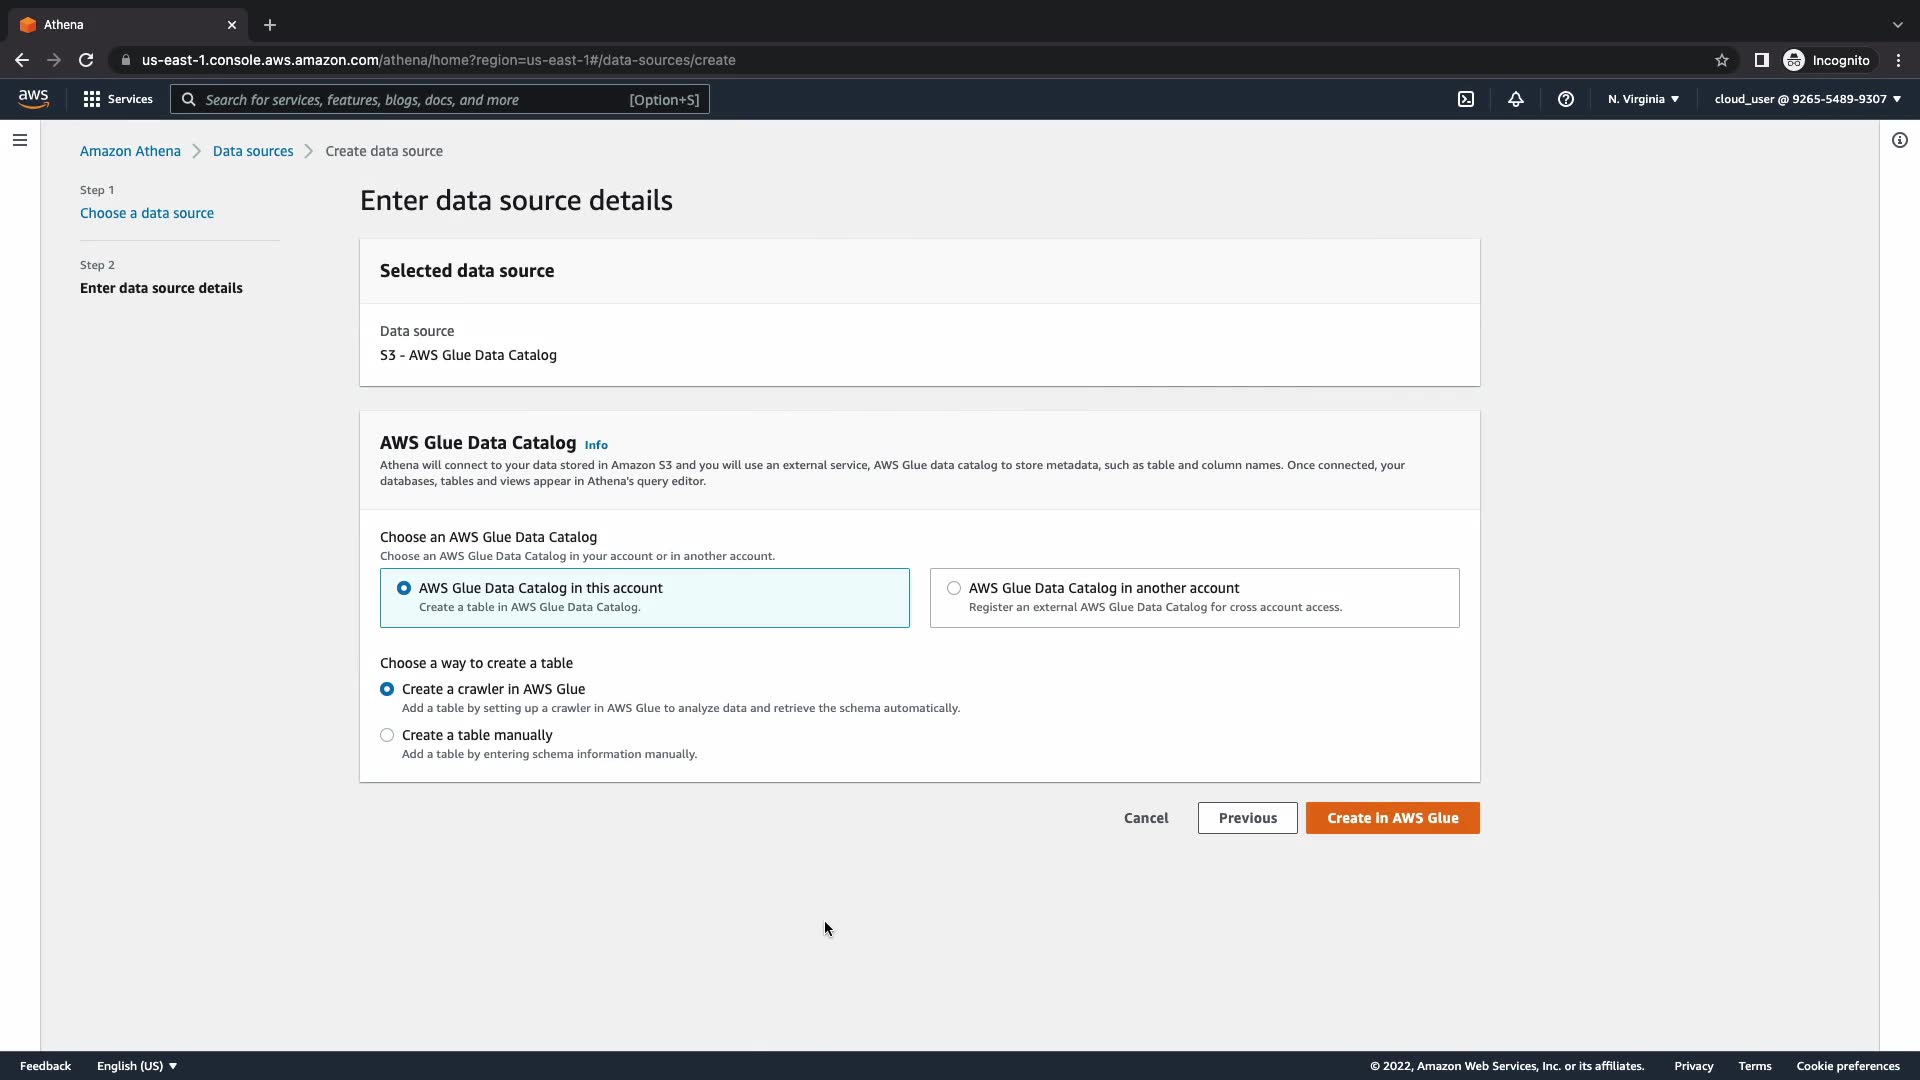 Athena
us-east-1.console.aws.amazon.com/athena/home?region=us-east-1#/data-sources/create
Incognito
aws
Services
Search for services, features, blogs, docs, and more
[Option+S]
N. Virginia
cloud_user @ 9265-5489-9307
Amazon Athena
Data sources
Create data source
Step 1
Choose a data source
Step 2
Enter data source details
Enter data source details
Selected data source
Data source
S3 - AWS Glue Data Catalog
AWS Glue Data Catalog Info
Athena will connect to your data stored in Amazon S3 and you will use an external service, AWS Glue data catalog to store metadata, such as table and column names. Once connected, your
databases, tables and views appear in Athena's query editor.
Choose an AWS Glue Data Catalog
Choose an AWS Glue Data Catalog in your account or in another account.
AWS Glue Data Catalog in this account
Create a table in AWS Glue Data Catalog.
AWS Glue Data Catalog in another account
Register an external AWS Glue Data Catalog for cross account access.
Choose a way to create a table
Create a crawler in AWS Glue
Add a table by setting up a crawler in AWS Glue to analyze data and retrieve the schema automatically.
Create a table manually
Add a table by entering schema information manually.
Cancel
Previous
Create in AWS Glue
Feedback
English (US)
© 2022, Amazon Web Services, Inc. or its affiliates.
Privacy
Terms
Cookie preferences